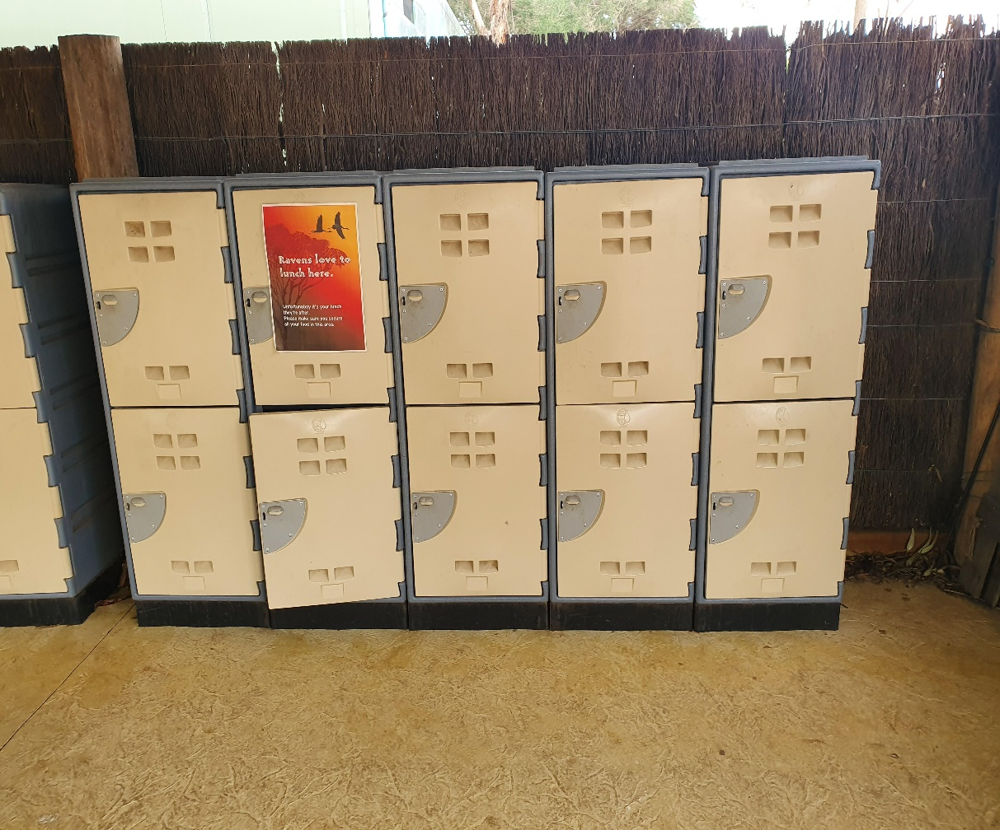 Ravens love to
lunch here.
Unfortunately it's your lunch
they're after.
Please make sure you secure
all your food in this area.